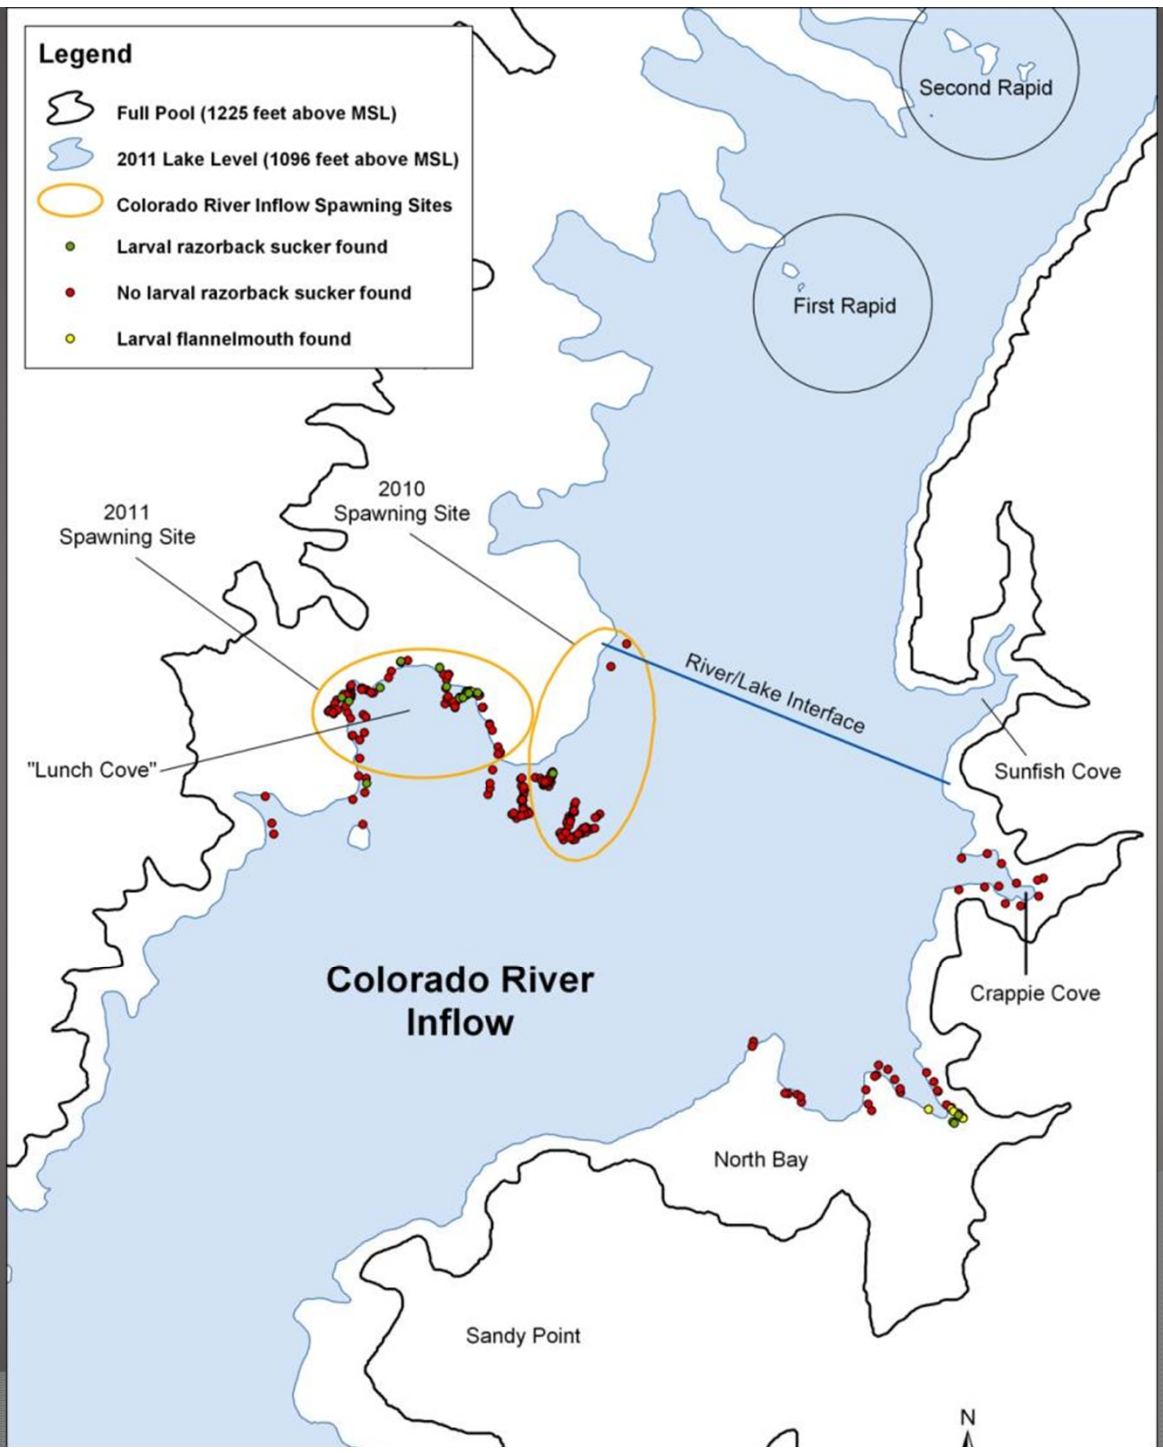 Legend
Full Pool (1225 feet above MSL)
2011 Lake Level (1096 feet above MSL)
Colorado River Inflow Spawning Sites
Larval razorback sucker found
No larval razorback sucker found
Larval flannelmouth found
Second Rapid
First Rapid
2011
Spawning Site
2010
Spawning Site
River/Lake Interface
"Lunch Cove"
Sunfish Cove
Crappie Cove
Colorado River
Inflow
North Bay
Sandy Point
N